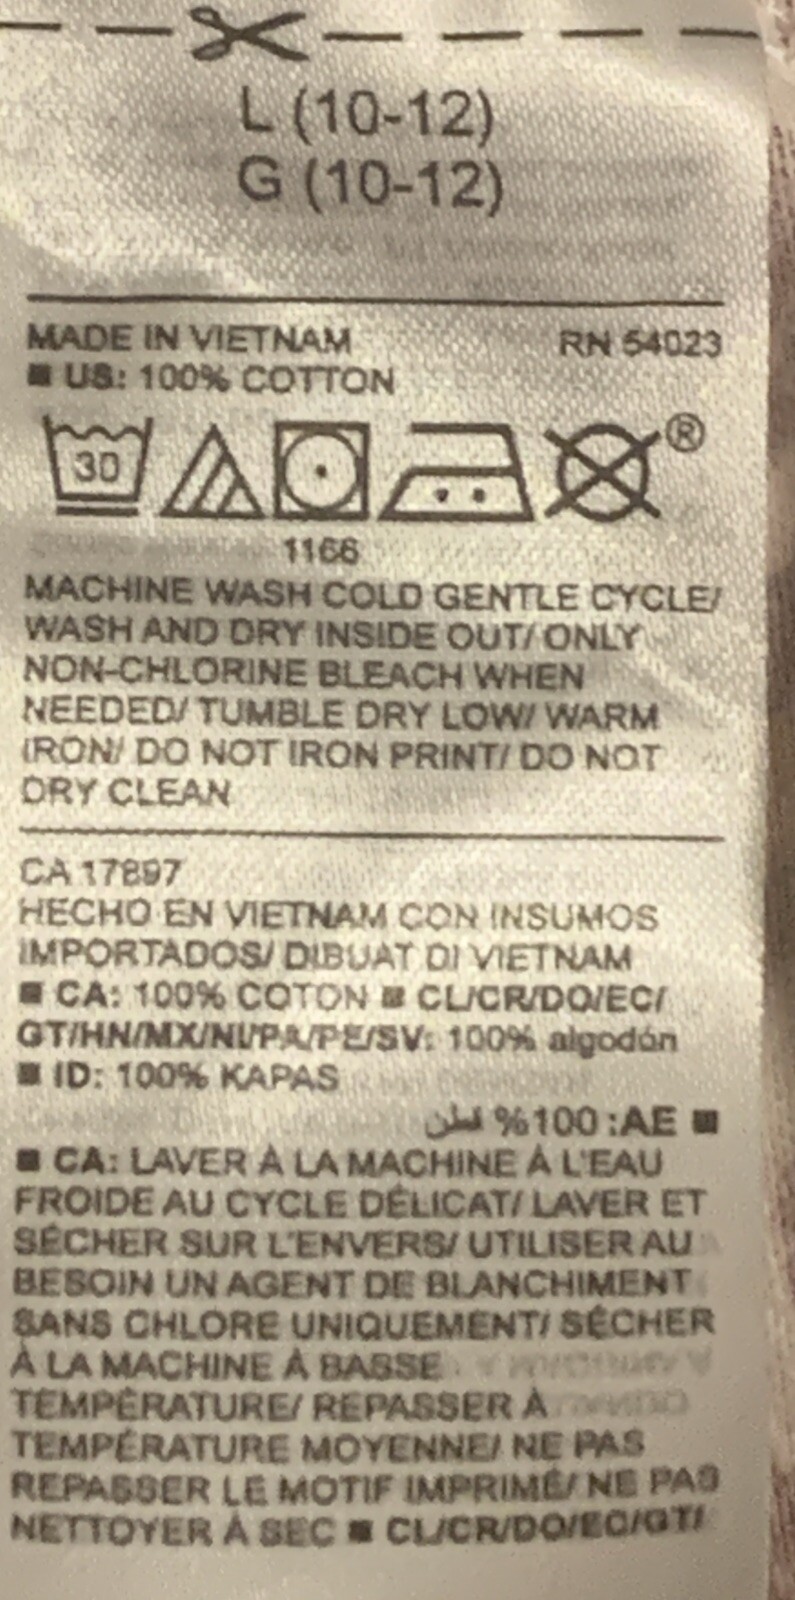 L (10-12)
G (10-12)
MADE IN VIETNAM RN 54023
■ US: 100% COTTON
30
®
1166
MACHINE WASH COLD GENTLE CYCLE/
WASH AND DRY INSIDE OUT/ ONLY
NON-CHLORINE BLEACH WHEN
NEEDED/ TUMBLE DRY LOW/ WARM
IRON/ DO NOT IRON PRINT/ DO NOT
DRY CLEAN
CA 17897
HECHO EN VIETNAM CON INSUMOS
IMPORTADOS/ DIBUAT DI VIETNAM
■ CA: 100% COTON ■ CL/CR/DO/EC/
GT/HN/MX/NI/PA/PE/SV: 100% algodón
■ ID: 100% KAPAS
■ AE: 100% قطن
■ CA: LAVER À LA MACHINE À L'EAU
FROIDE AU CYCLE DÉLICAT/ LAVER ET
SÉCHER SUR L'ENVERS/ UTILISER AU
BESOIN UN AGENT DE BLANCHIMENT
SANS CHLORE UNIQUEMENT/ SÉCHER
À LA MACHINE À BASSE
TEMPÉRATURE/ REPASSER À
TEMPÉRATURE MOYENNE/ NE PAS
REPASSER LE MOTIF IMPRIMÉ/ NE PAS
NETTOYER À SEC ■ CL/CR/DO/EC/GT/